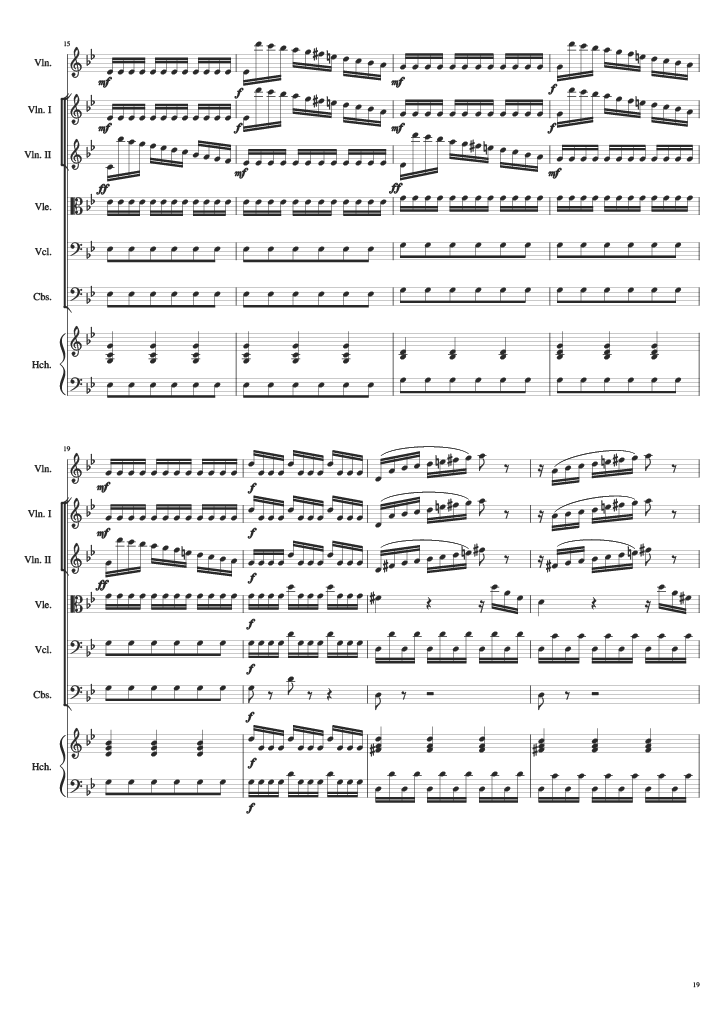 15
Vln.
mf f mf f
Vln. I
mf f mf f
Vln. II
ff mf ff mf
Vle.
Vcl.
Cbs.
Hch.
19
Vln.
mf f
Vln. I
mf f
Vln. II
ff f
Vle.
f
Vcl.
f
Cbs.
f
Hch.
f
f
19